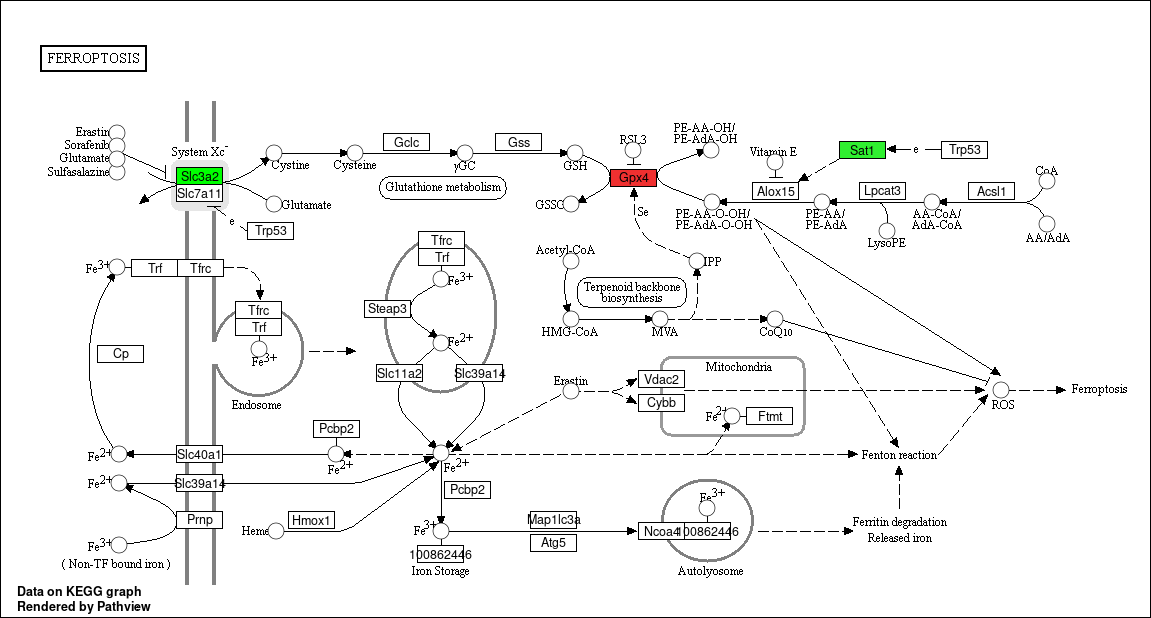 FERROPTOSIS
Erastin
Sorafenib
Glutamate
Sulfasalazine
System Xc-
Slc3a2
Slc7a11
Cystine
Glutamate
e
Trp53
Cysteine
Gclc
γGC
Gss
GSH
Glutathione metabolism
RSL3
Gpx4
GSSG
Se
PE-AA-OH/
PE-AdA-OH
PE-AA-O-OH/
PE-AdA-O-OH
Vitamin E
Alox15
Sat1
e
Trp53
PE-AA/
PE-AdA
Lpcat3
LysoPE
AA-CoA/
AdA-CoA
Acsl1
CoA
AA/AdA
Fe3+
Trf
Tfrc
Tfrc
Trf
Fe3+
Endosome
Cp
Tfrc
Trf
Fe3+
Steap3
Fe2+
Slc11a2
Slc39a14
Acetyl-CoA
IPP
Terpenoid backbone
biosynthesis
HMG-CoA
MVA
CoQ10
Erastin
Vdac2
Cybb
Mitochondria
Fe2+
Ftmt
ROS
Ferroptosis
Fe2+
Slc40a1
Pcbp2
Fe2+
Fe2+
Fenton reaction
Fe2+
Slc39a14
Prnp
Fe3+
( Non-TF bound iron )
Heme
Hmox1
Pcbp2
Fe3+
100862446
Iron Storage
Map1lc3a
Atg5
Fe3+
Ncoa4
100862446
Autolyosome
Ferritin degradation
Released iron
Data on KEGG graph
Rendered by Pathview